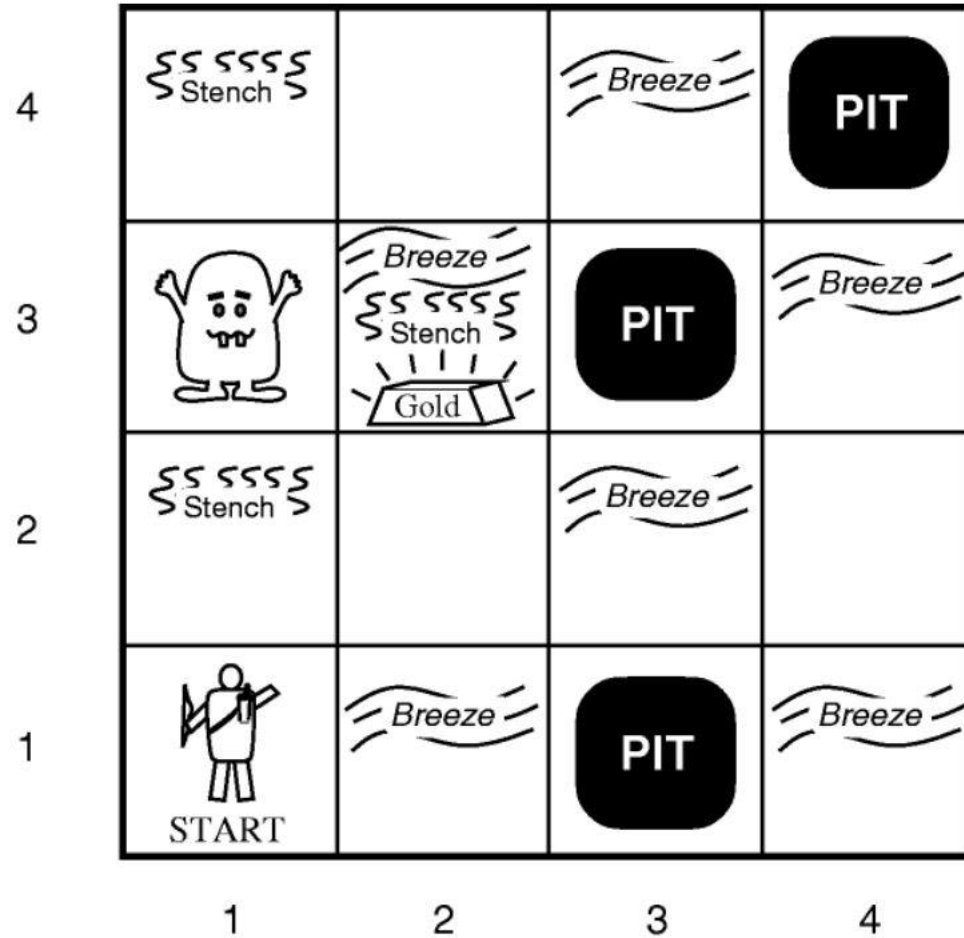 4
Stench
Breeze
PIT
3
Breeze
Stench
Gold
PIT
Breeze
2
Stench
Breeze
1
START
Breeze
PIT
Breeze
1 2 3 4